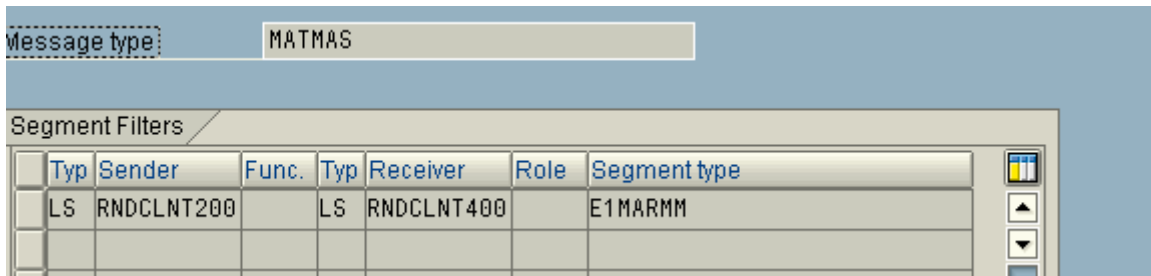 Message type: MATMAS
Segment Filters
Typ Sender Func. Typ Receiver Role Segment type
LS RNDCLNT200 LS RNDCLNT400 E1MARMM